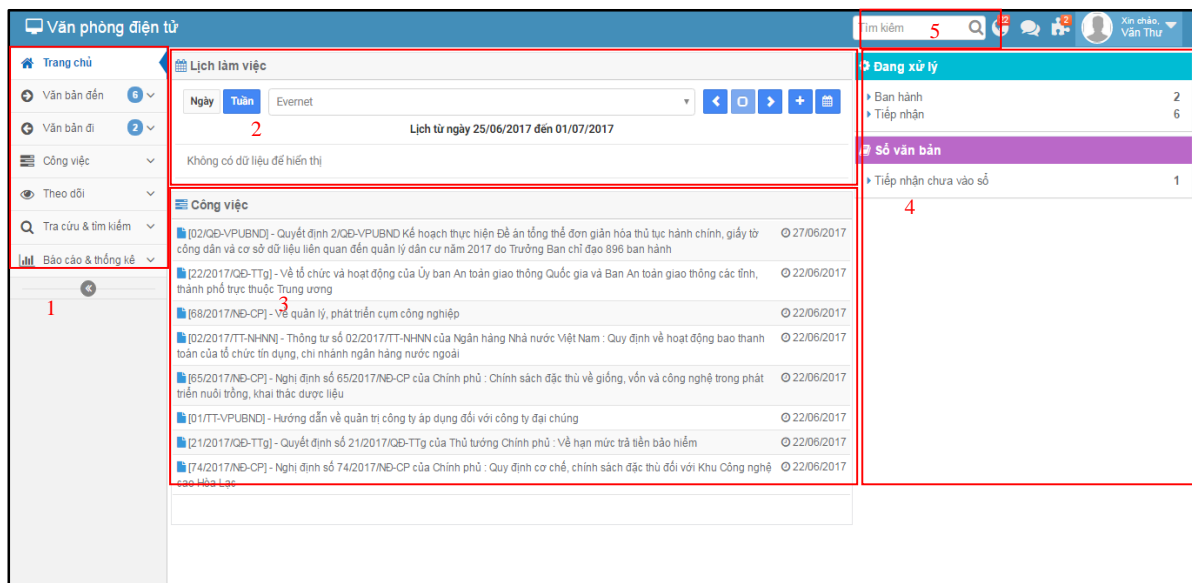 Văn phòng điện tử
Tìm kiếm
5
2
Xin chào,
Văn Thư
Trang chủ
Văn bản đến 6
Văn bản đi 2
Công việc
Theo dõi
Tra cứu & tìm kiếm
Báo cáo & thống kê
1
Lịch làm việc
Ngày Tuần Evernet
2
Lịch từ ngày 25/06/2017 đến 01/07/2017
Không có dữ liệu để hiển thị
Công việc
[02/QĐ-VPUBND] - Quyết định 2/QĐ-VPUBND Kế hoạch thực hiện Đề án tổng thể đơn giản hóa thủ tục hành chính, giấy tờ 27/06/2017
công dân và cơ sở dữ liệu liên quan đến quản lý dân cư năm 2017 do Trưởng Ban chỉ đạo 896 ban hành
[22/2017/QĐ-TTg] - Về tổ chức và hoạt động của Ủy ban An toàn giao thông Quốc gia và Ban An toàn giao thông các tỉnh, 22/06/2017
thành phố trực thuộc Trung ương
3
[68/2017/NĐ-CP] - Về quản lý, phát triển cụm công nghiệp 22/06/2017
[02/2017/TT-NHNN] - Thông tư số 02/2017/TT-NHNN của Ngân hàng Nhà nước Việt Nam : Quy định về hoạt động bao thanh 22/06/2017
toán của tổ chức tín dụng, chi nhánh ngân hàng nước ngoài
[65/2017/NĐ-CP] - Nghị định số 65/2017/NĐ-CP của Chính phủ : Chính sách đặc thù về giống, vốn và công nghệ trong phát 22/06/2017
triển nuôi trồng, khai thác dược liệu
[01/TT-VPUBND] - Hướng dẫn về quản trị công ty áp dụng đối với công ty đại chúng 22/06/2017
[21/2017/QĐ-TTg] - Quyết định số 21/2017/QĐ-TTg của Thủ tướng Chính phủ : Về hạn mức trả tiền bảo hiểm 22/06/2017
[74/2017/NĐ-CP] - Nghị định số 74/2017/NĐ-CP của Chính phủ : Quy định cơ chế, chính sách đặc thù đối với Khu Công nghệ 22/06/2017
cao Hòa Lạc
Đang xử lý
Ban hành 2
Tiếp nhận 6
Sổ văn bản
Tiếp nhận chưa vào sổ 1
4